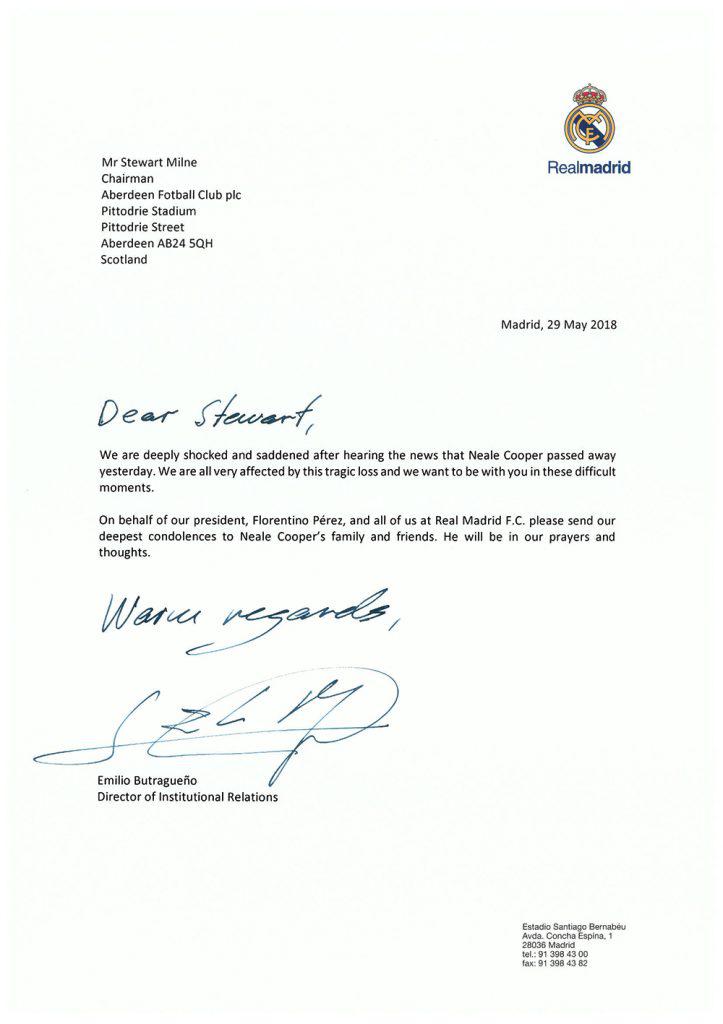 Realmadrid
Mr Stewart Milne
Chairman
Aberdeen Fotball Club plc
Pittodrie Stadium
Pittodrie Street
Aberdeen AB24 5QH
Scotland
Madrid, 29 May 2018
Dear Stewart,
We are deeply shocked and saddened after hearing the news that Neale Cooper passed away
yesterday. We are all very affected by this tragic loss and we want to be with you in these difficult
moments.
On behalf of our president, Florentino Pérez, and all of us at Real Madrid F.C. please send our
deepest condolences to Neale Cooper's family and friends. He will be in our prayers and
thoughts.
Warm regards,
Emilio Butragueño
Director of Institutional Relations
Estadio Santiago Bernabéu
Avda. Concha Espina, 1
28036 Madrid
tel.: 91 398 43 00
fax: 91 398 43 82